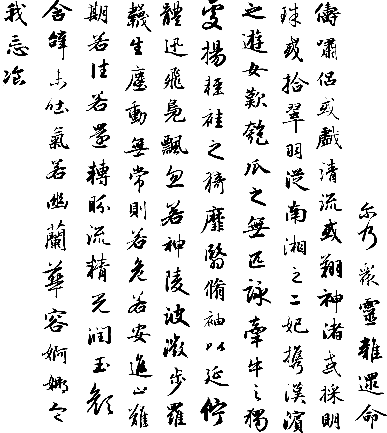 尔乃眾靈雜遝命
儔嘯侶或戲清流或翔神渚或採明
珠或拾翠羽從南湘之二妃攜漢濱
之遊女歎匏瓜之無匹詠牽牛之獨
處揚輕袿之猗靡翳脩袖以延佇
體迅飛鳧飄忽若神陵波微步羅
韈生塵動無常則若危若安進止難
期若往若還轉眄流精光潤玉顏
含辭未吐氣若幽蘭華容婀娜令
我忘飡